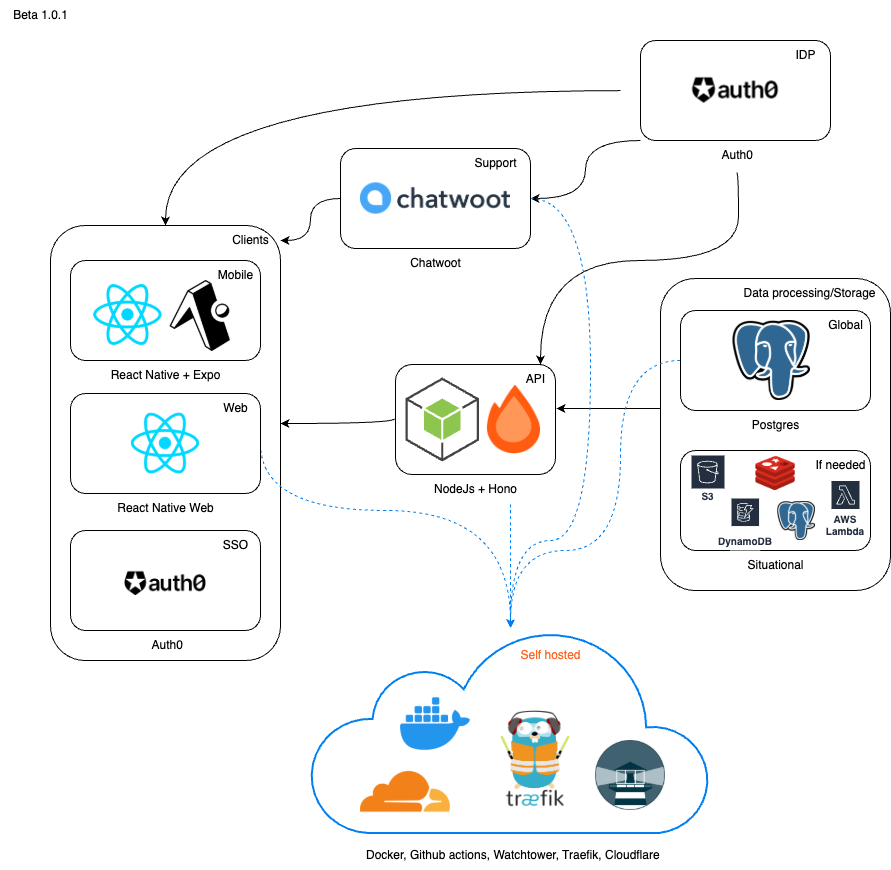 Beta 1.0.1
IDP
auth0
Auth0
Support
chatwoot
Chatwoot
Clients
Mobile
React Native + Expo
Web
React Native Web
SSO
auth0
Auth0
API
NodeJs + Hono
Data processing/Storage
Global
Postgres
If needed
S3
DynamoDB
AWS
Lambda
Situational
Self hosted
træfik
Docker, Github actions, Watchtower, Traefik, Cloudflare